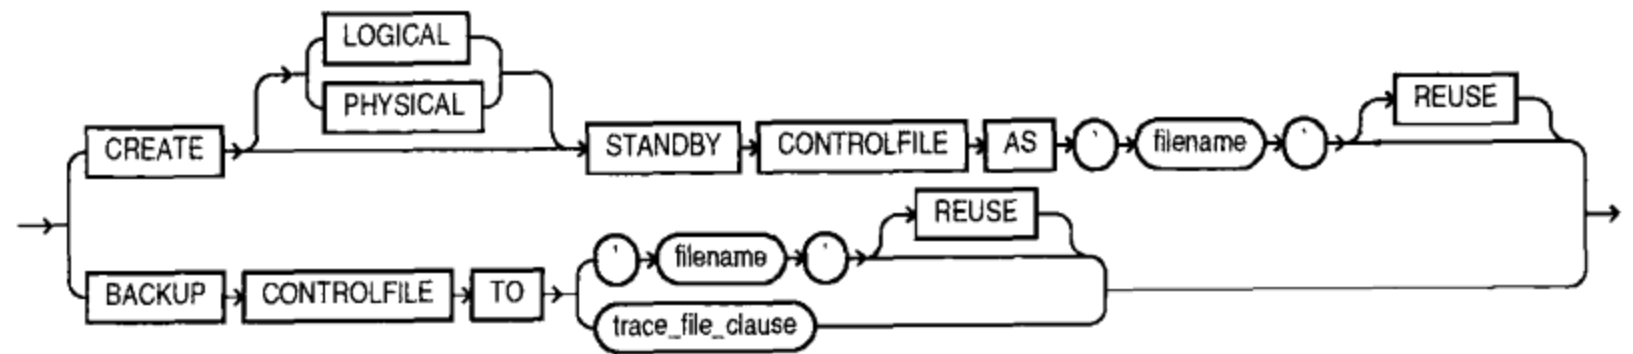 LOGICAL
PHYSICAL
REUSE
CREATE STANDBY CONTROLFILE AS ' filename '
REUSE
' filename '
BACKUP CONTROLFILE TO
trace_file_clause